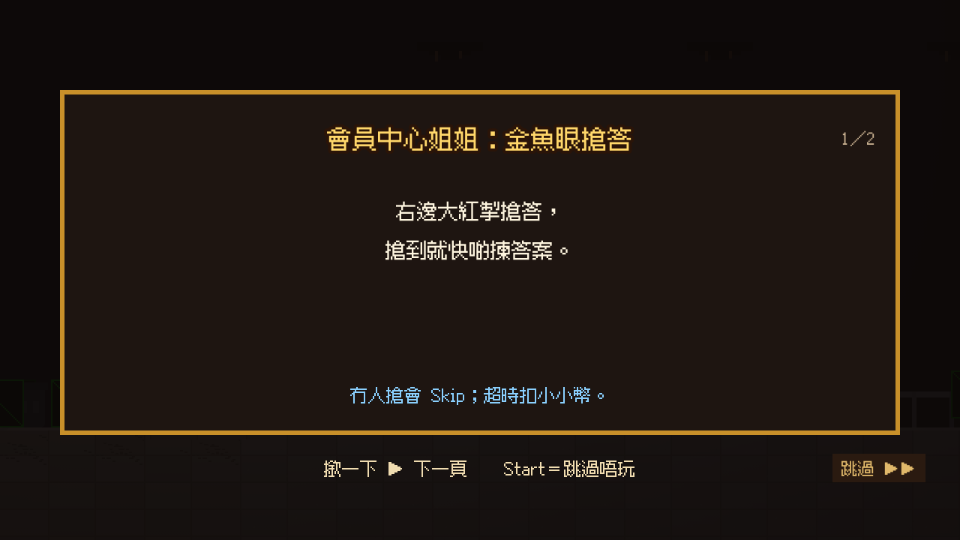 會員中心姐姐：金魚眼搶答
1／2
右邊大紅掣搶答，
搶到就快啲揀答案。
冇人搶會 Skip；超時扣小小幣。
撳一下 ▶ 下一頁 Start＝跳過唔玩
跳過 ▶▶